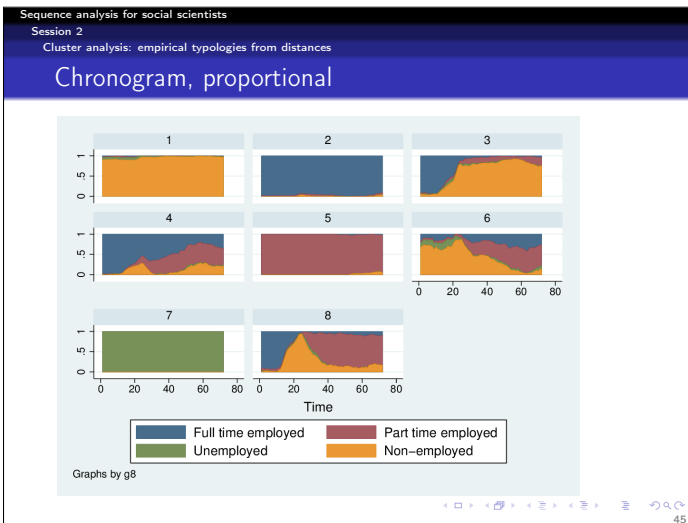 Sequence analysis for social scientists
Session 2
Cluster analysis: empirical typologies from distances
Chronogram, proportional
1 2 3
0 .5 1
4 5 6
0 .5 1
0 20 40 60 80
7 8
0 .5 1
0 20 40 60 80 0 20 40 60 80
Time
Full time employed Part time employed
Unemployed Non−employed
Graphs by g8
45